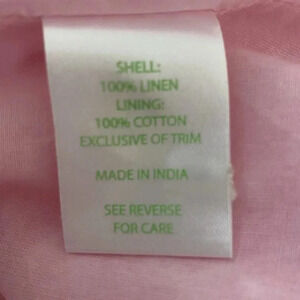 SHELL:
100% LINEN
LINING:
100% COTTON
EXCLUSIVE OF TRIM
MADE IN INDIA
SEE REVERSE
FOR CARE